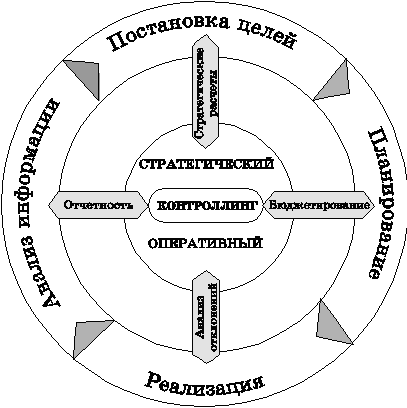 Постановка целей
Стратегические
расчеты
Анализ информации
Планирование
СТРАТЕГИЧЕСКИЙ
Отчетность
КОНТРОЛЛИНГ
Бюджетирование
ОПЕРАТИВНЫЙ
Анализ
отклонений
Реализация